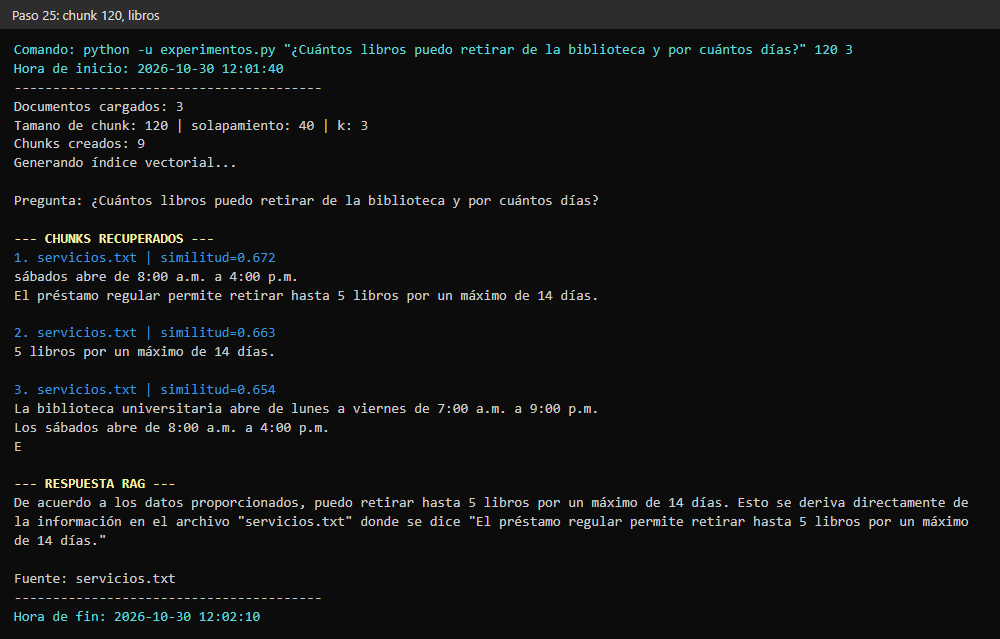 Paso 25: chunk 120, libros
Comando: python -u experimentos.py "¿Cuántos libros puedo retirar de la biblioteca y por cuántos días?" 120 3
Hora de inicio: 2026-10-30 12:01:40
----------------------------------------
Documentos cargados: 3
Tamano de chunk: 120 | solapamiento: 40 | k: 3
Chunks creados: 9
Generando índice vectorial...
Pregunta: ¿Cuántos libros puedo retirar de la biblioteca y por cuántos días?
--- CHUNKS RECUPERADOS ---
1. servicios.txt | similitud=0.672
sábados abre de 8:00 a.m. a 4:00 p.m.
El préstamo regular permite retirar hasta 5 libros por un máximo de 14 días.
2. servicios.txt | similitud=0.663
5 libros por un máximo de 14 días.
3. servicios.txt | similitud=0.654
La biblioteca universitaria abre de lunes a viernes de 7:00 a.m. a 9:00 p.m.
Los sábados abre de 8:00 a.m. a 4:00 p.m.
E
--- RESPUESTA RAG ---
De acuerdo a los datos proporcionados, puedo retirar hasta 5 libros por un máximo de 14 días. Esto se deriva directamente de
la información en el archivo "servicios.txt" donde se dice "El préstamo regular permite retirar hasta 5 libros por un máximo
de 14 días."
Fuente: servicios.txt
----------------------------------------
Hora de fin: 2026-10-30 12:02:10